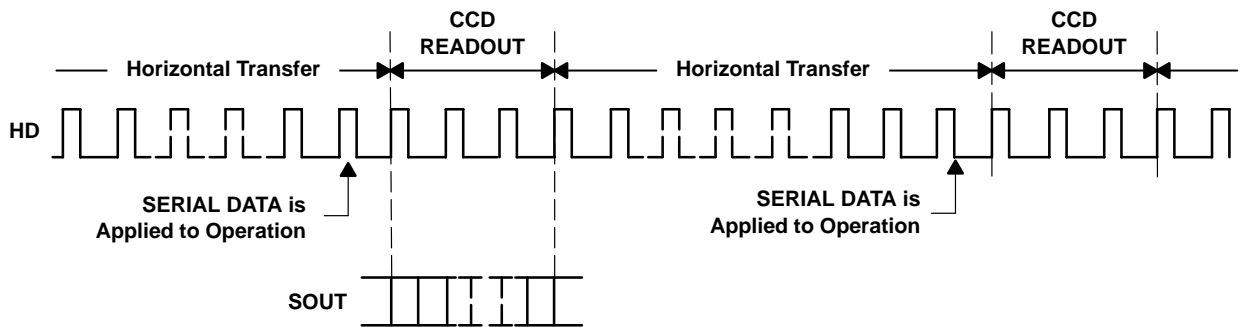 CCD
READOUT
CCD
READOUT
Horizontal Transfer
Horizontal Transfer
HD
SERIAL DATA is
Applied to Operation
SERIAL DATA is
Applied to Operation
SOUT